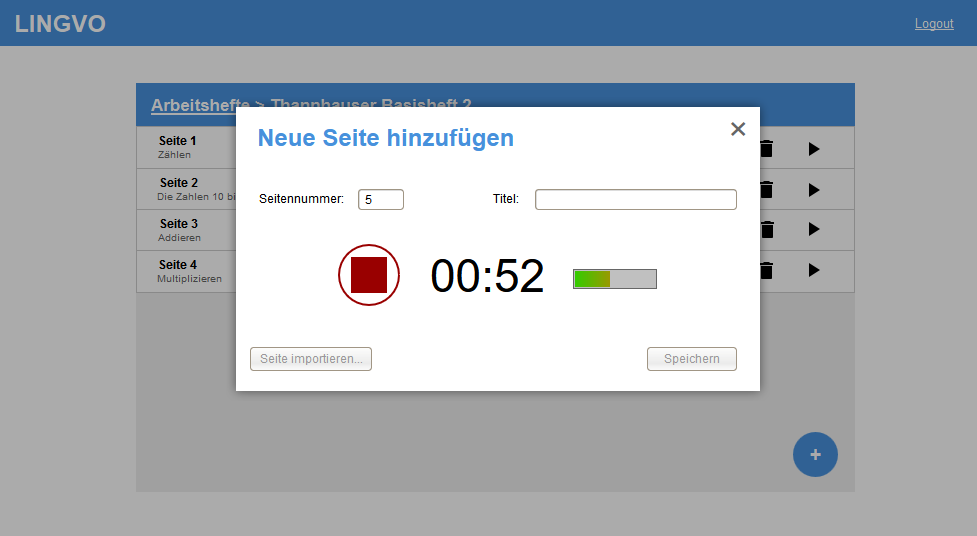 LINGVO
Logout
Arbeitshefte > Thannhauser Basisheft 2
Neue Seite hinzufügen
Seite 1
Zählen
Seite 2
Die Zahlen 10 bi
Seite 3
Addieren
Seite 4
Multiplizieren
Seitennummer: 5
Titel:
00:52
Seite importieren...
Speichern
+